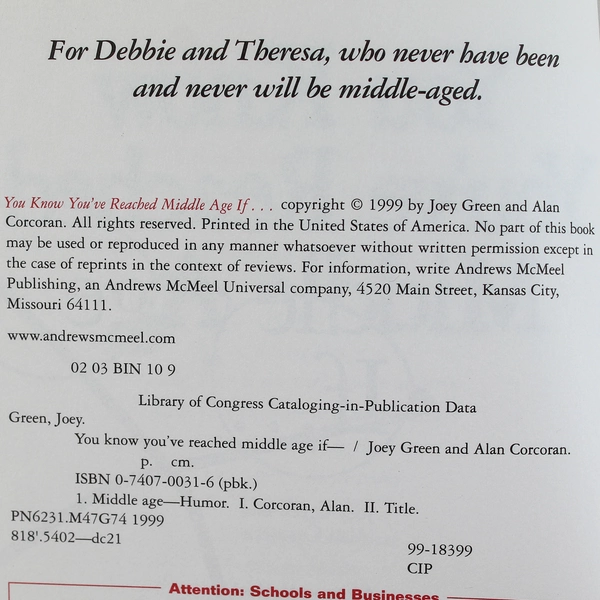 For Debbie and Theresa, who never have been
and never will be middle-aged.
You Know You've Reached Middle Age If . . . copyright © 1999 by Joey Green and Alan
Corcoran. All rights reserved. Printed in the United States of America. No part of this book
may be used or reproduced in any manner whatsoever without written permission except in
the case of reprints in the context of reviews. For information, write Andrews McMeel
Publishing, an Andrews McMeel Universal company, 4520 Main Street, Kansas City,
Missouri 64111.
www.andrewsmcmeel.com
02 03 BIN 10 9
Library of Congress Cataloging-in-Publication Data
Green, Joey.
You know you've reached middle age if— / Joey Green and Alan Corcoran.
p. cm.
ISBN 0-7407-0031-6 (pbk.)
1. Middle age—Humor. I. Corcoran, Alan. II. Title.
PN6231.M47G74 1999
818'.5402—dc21
99-18399
CIP
Attention: Schools and Businesses